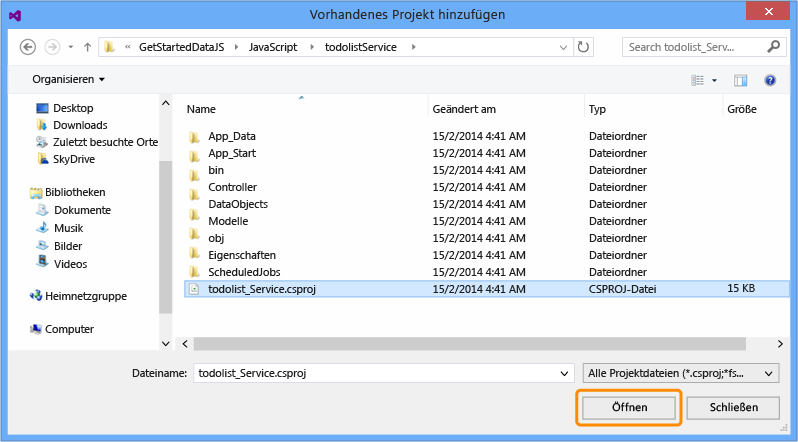 Vorhandenes Projekt hinzufügen
« GetStartedDataJS JavaScript todolistService
Search todolist_Serv...
Organisieren
Name Geändert am Typ Größe
Desktop
Downloads
Zuletzt besuchte Orte
SkyDrive
Bibliotheken
Dokumente
Musik
Bilder
Videos
Heimnetzgruppe
Computer
App_Data 15/2/2014 4:41 AM Dateiordner
App_Start 15/2/2014 4:41 AM Dateiordner
bin 15/2/2014 4:41 AM Dateiordner
Controller 15/2/2014 4:41 AM Dateiordner
DataObjects 15/2/2014 4:41 AM Dateiordner
Modelle 15/2/2014 4:41 AM Dateiordner
obj 15/2/2014 4:41 AM Dateiordner
Eigenschaften 15/2/2014 4:41 AM Dateiordner
ScheduledJobs 15/2/2014 4:41 AM Dateiordner
todolist_Service.csproj 15/2/2014 4:41 AM CSPROJ-Datei 15 KB
Dateiname: todolist_Service.csproj
Alle Projektdateien (*.csproj;*fs...
Öffnen
Schließen